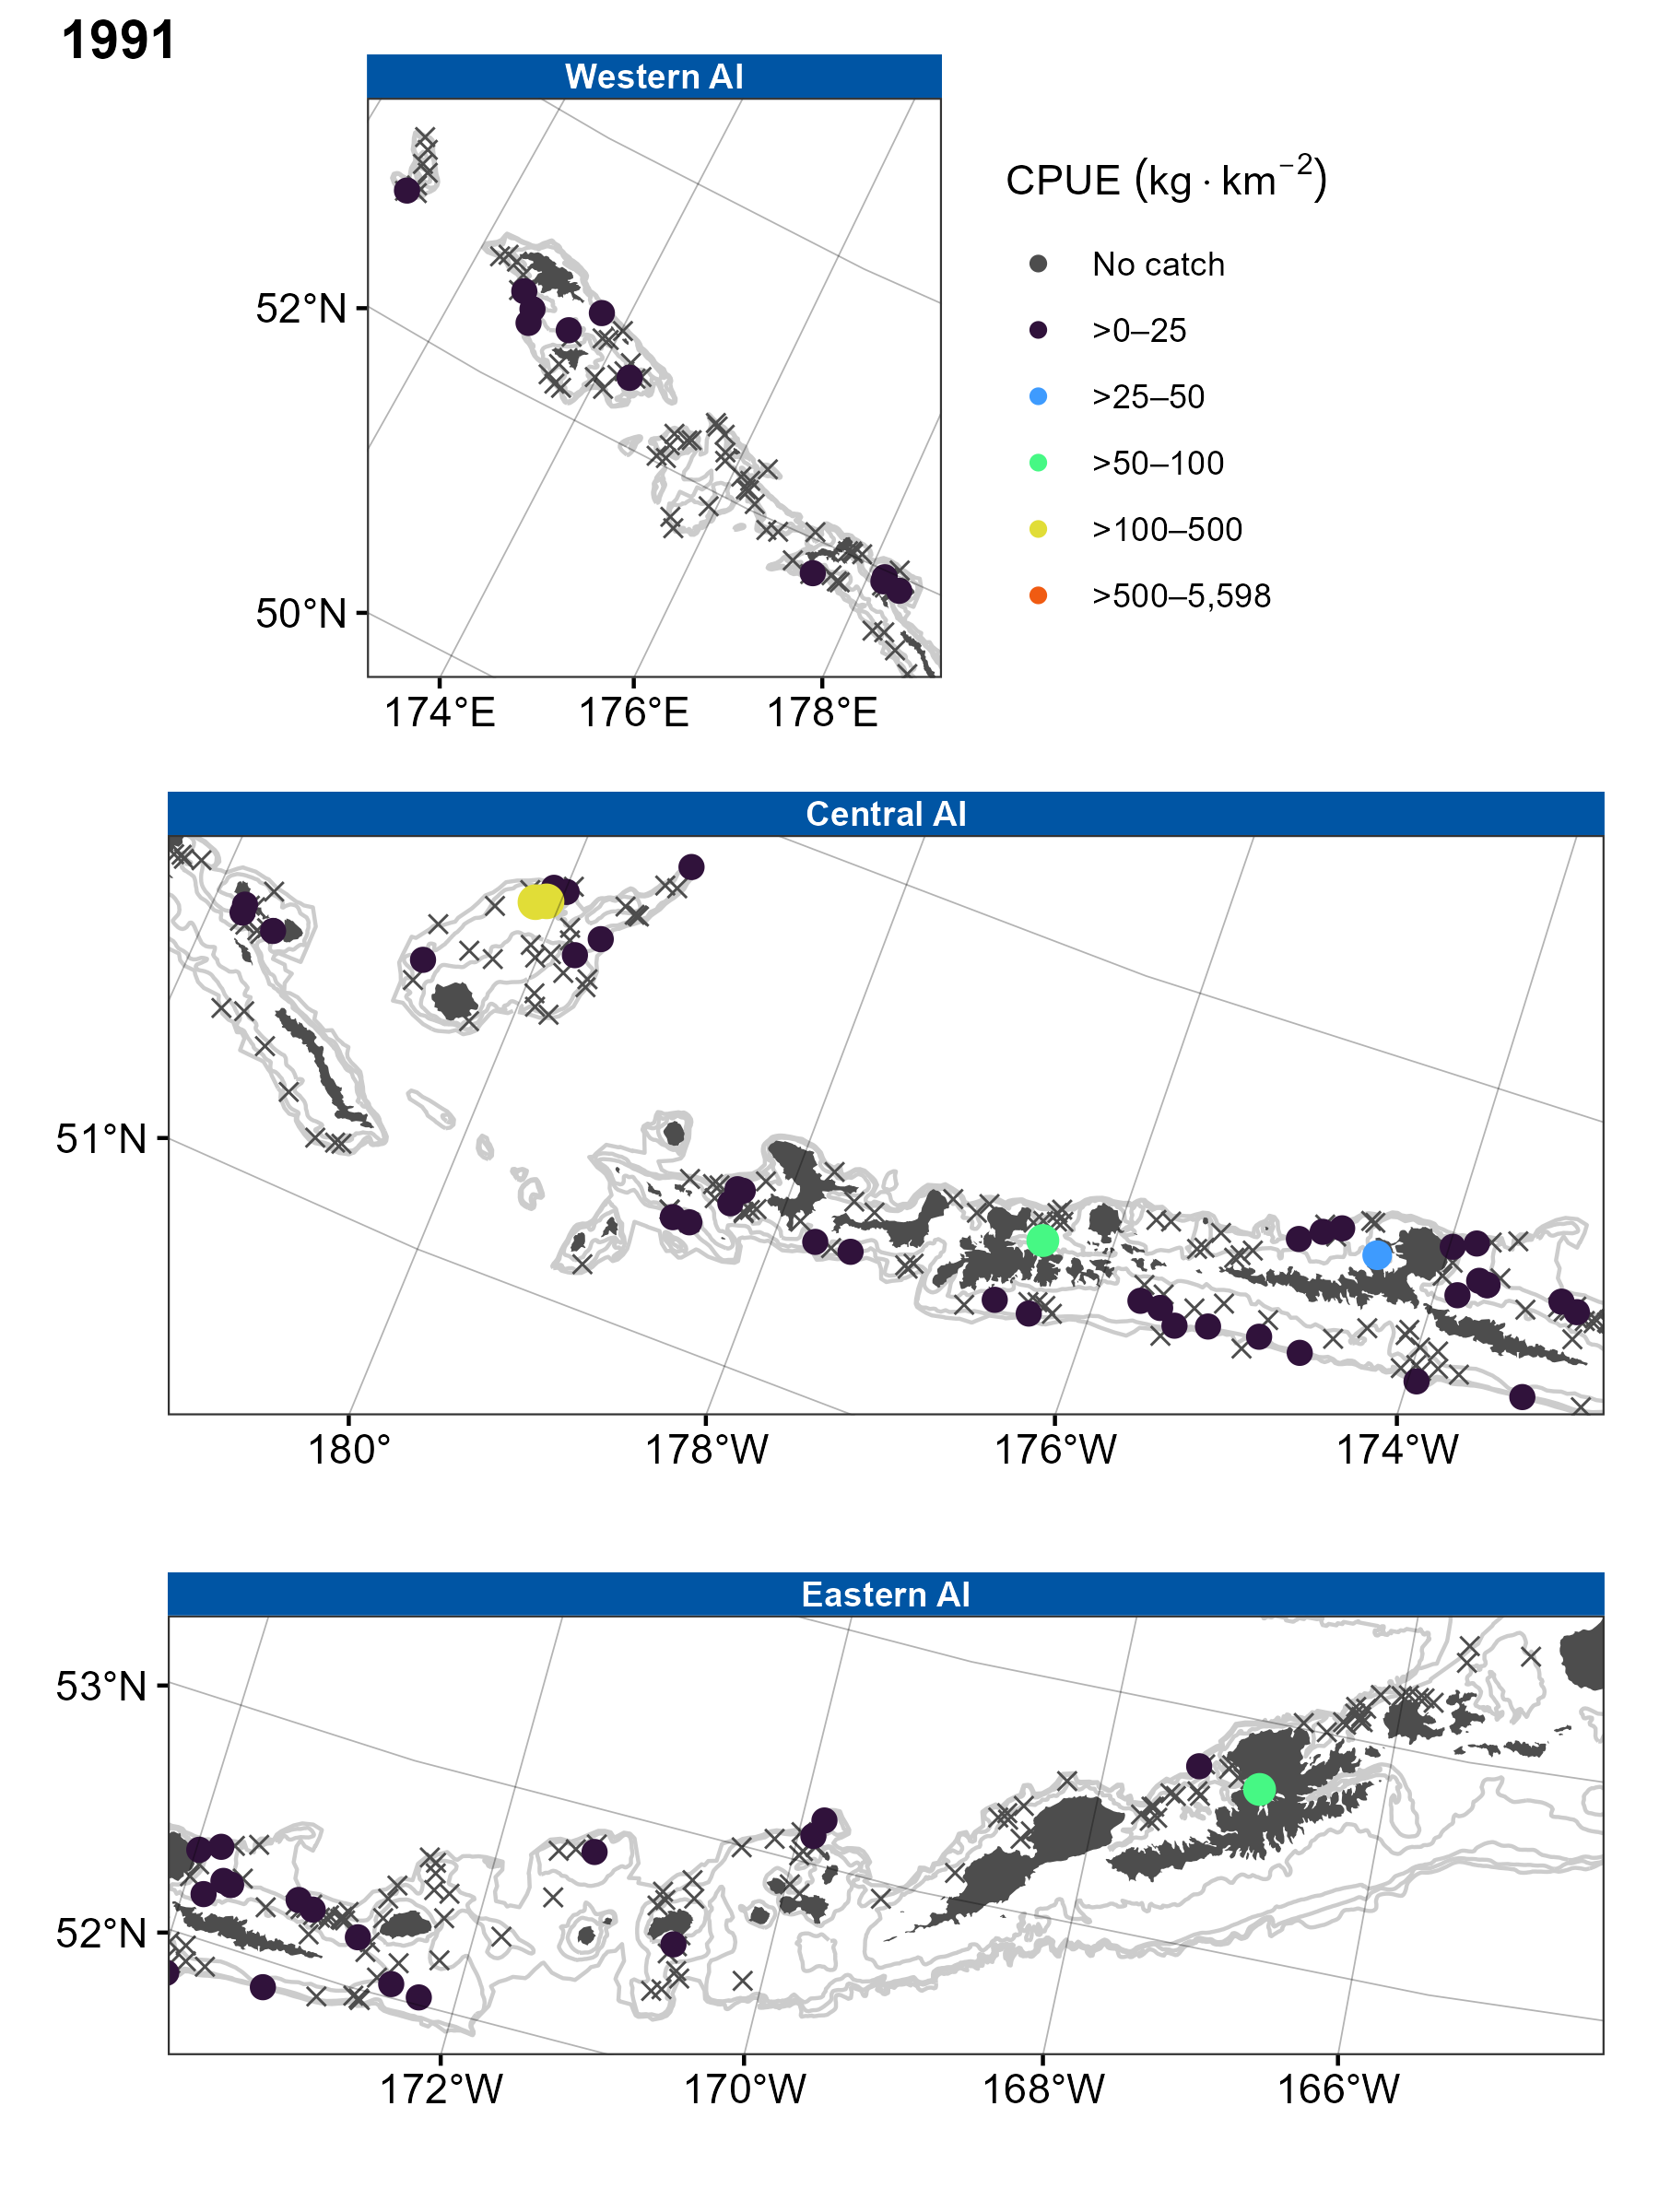 1991
Western AI
CPUE (kg · km⁻²)
No catch
>0–25
>25–50
>50–100
>100–500
>500–5,598
52°N
50°N
174°E 176°E 178°E
Central AI
51°N
180° 178°W 176°W 174°W
Eastern AI
53°N
52°N
172°W 170°W 168°W 166°W